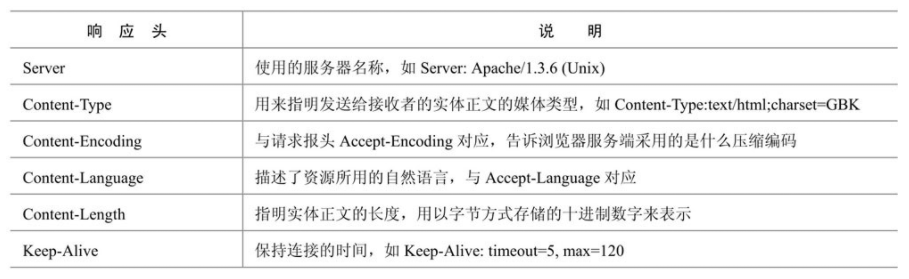 响 应 头 说 明
Server 使用的服务器名称，如 Server: Apache/1.3.6 (Unix)
Content-Type 用来指明发送给接收者的实体正文的媒体类型，如 Content-Type:text/html;charset=GBK
Content-Encoding 与请求报头 Accept-Encoding 对应，告诉浏览器服务端采用的是什么压缩编码
Content-Language 描述了资源所用的自然语言，与 Accept-Language 对应
Content-Length 指明实体正文的长度，用以字节方式存储的十进制数字来表示
Keep-Alive 保持连接的时间，如 Keep-Alive: timeout=5, max=120